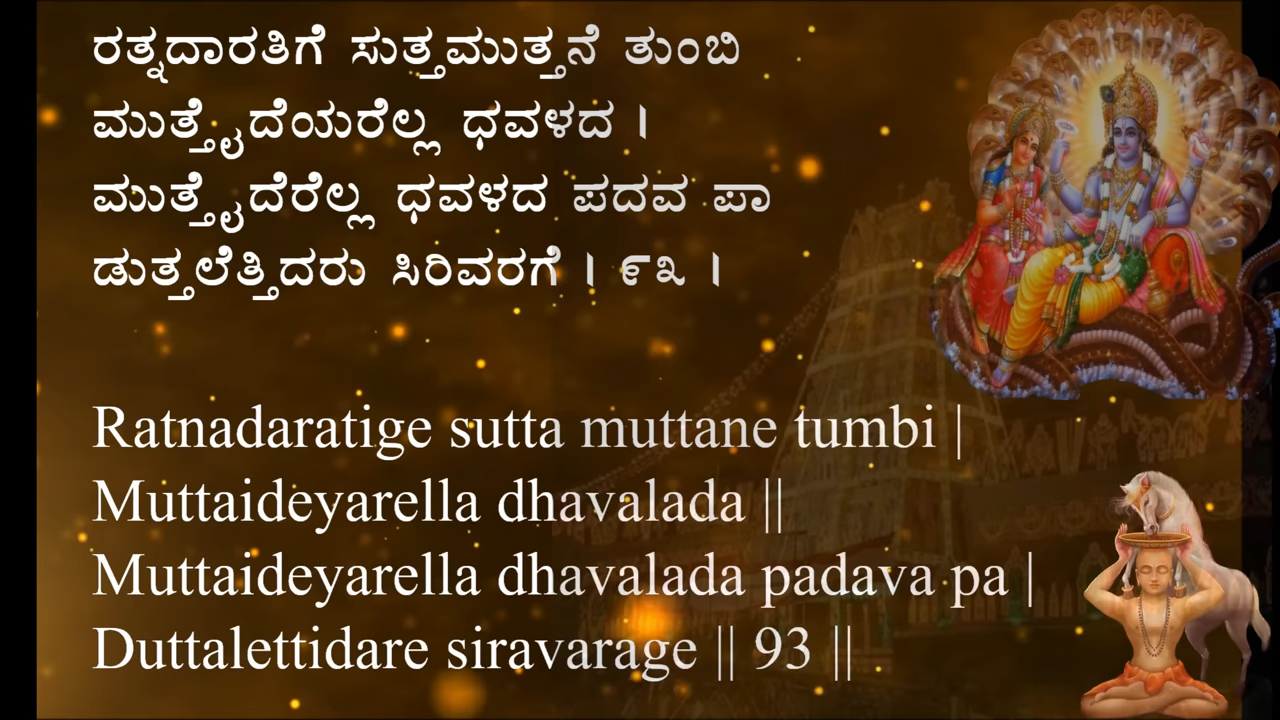 ರತ್ನದಾರತಿಗೆ ಸುತ್ತಮುತ್ತನೆ ತುಂಬಿ
ಮುತ್ತೈದೆಯರೆಲ್ಲ ಧವಳದ ।
ಮುತ್ತೈದೆರೆಲ್ಲ ಧವಳದ ಪದವ ಪಾ
ಡುತ್ತಲೆತ್ತಿದರು ಸಿರಿವರಗೆ । ೯೩ ।
Ratnadaratige sutta muttane tumbi |
Muttaideyarella dhavalada ||
Muttaideyarella dhavalada padava pa |
Duttalettidare siravarage || 93 ||